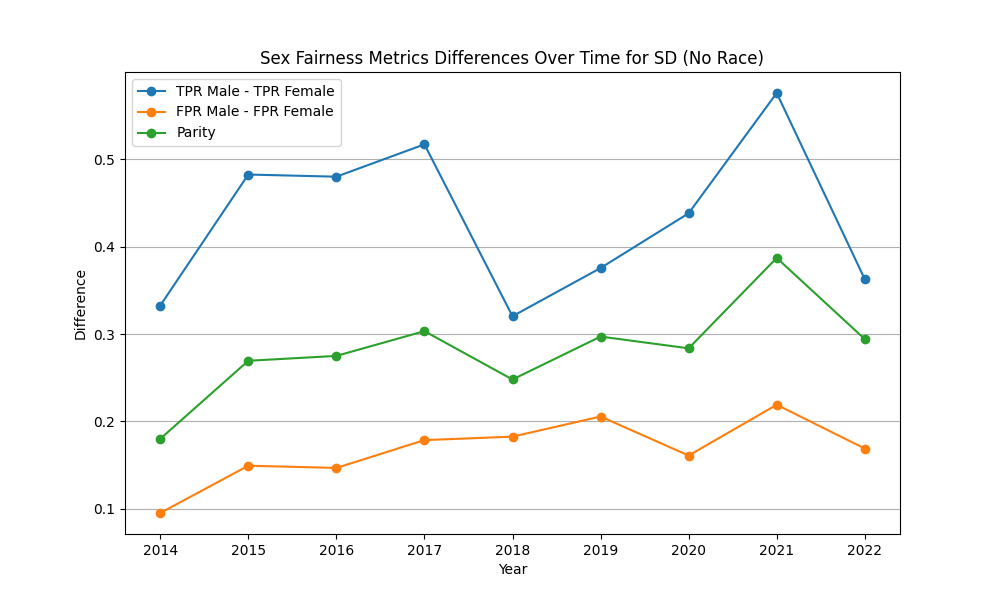 Sex Fairness Metrics Differences Over Time for SD (No Race)
TPR Male - TPR Female
FPR Male - FPR Female
Parity
Difference
0.5
0.4
0.3
0.2
0.1
2014 2015 2016 2017 2018 2019 2020 2021 2022
Year